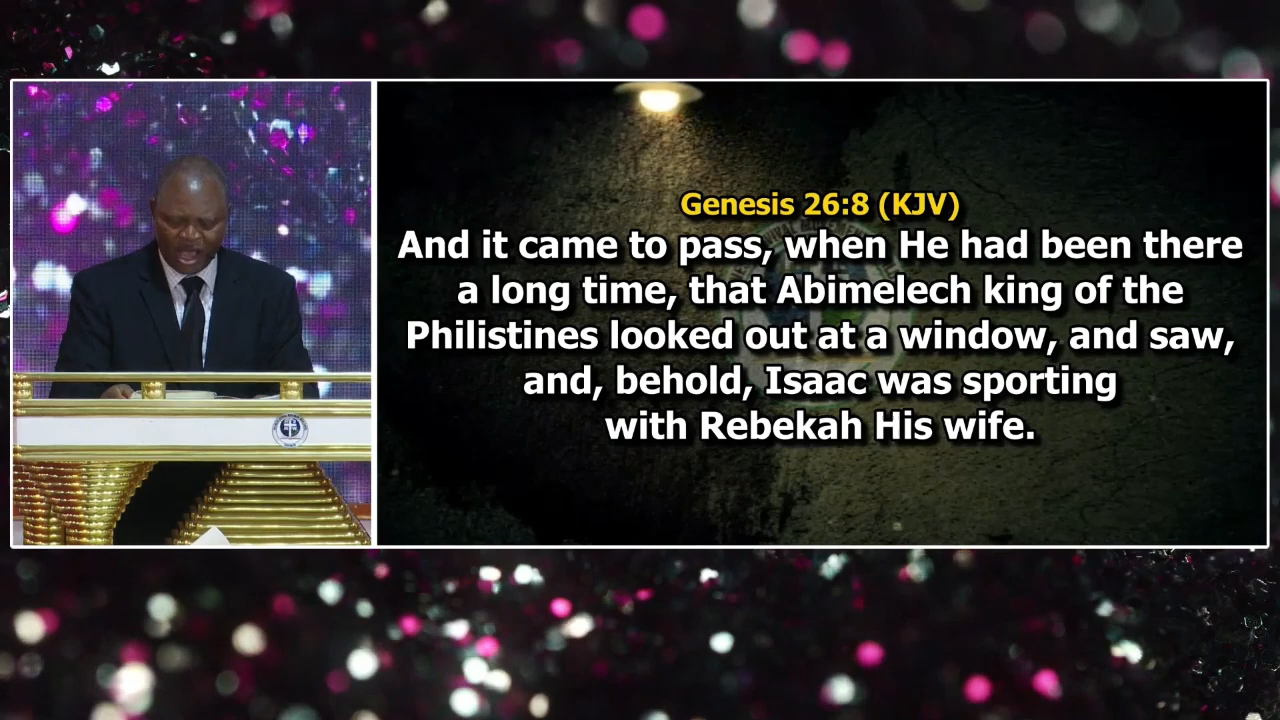 Genesis 26:8 (KJV)
And it came to pass, when He had been there
a long time, that Abimelech king of the
Philistines looked out at a window, and saw,
and, behold, Isaac was sporting
with Rebekah His wife.